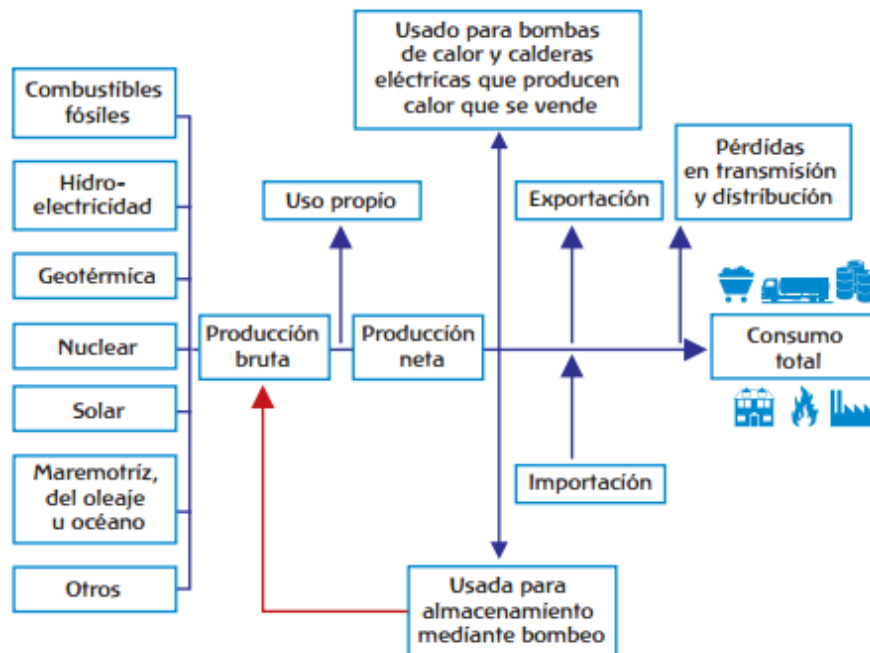 Combustibles
fósiles
Hidro-
electricidad
Geotérmica
Nuclear
Solar
Maremotriz,
del oleaje
u océano
Otros
Producción
bruta
Uso propio
Producción
neta
Usado para bombas
de calor y calderas
eléctricas que producen
calor que se vende
Exportación
Importación
Usada para
almacenamiento
mediante bombeo
Pérdidas
en transmisión
y distribución
Consumo
total